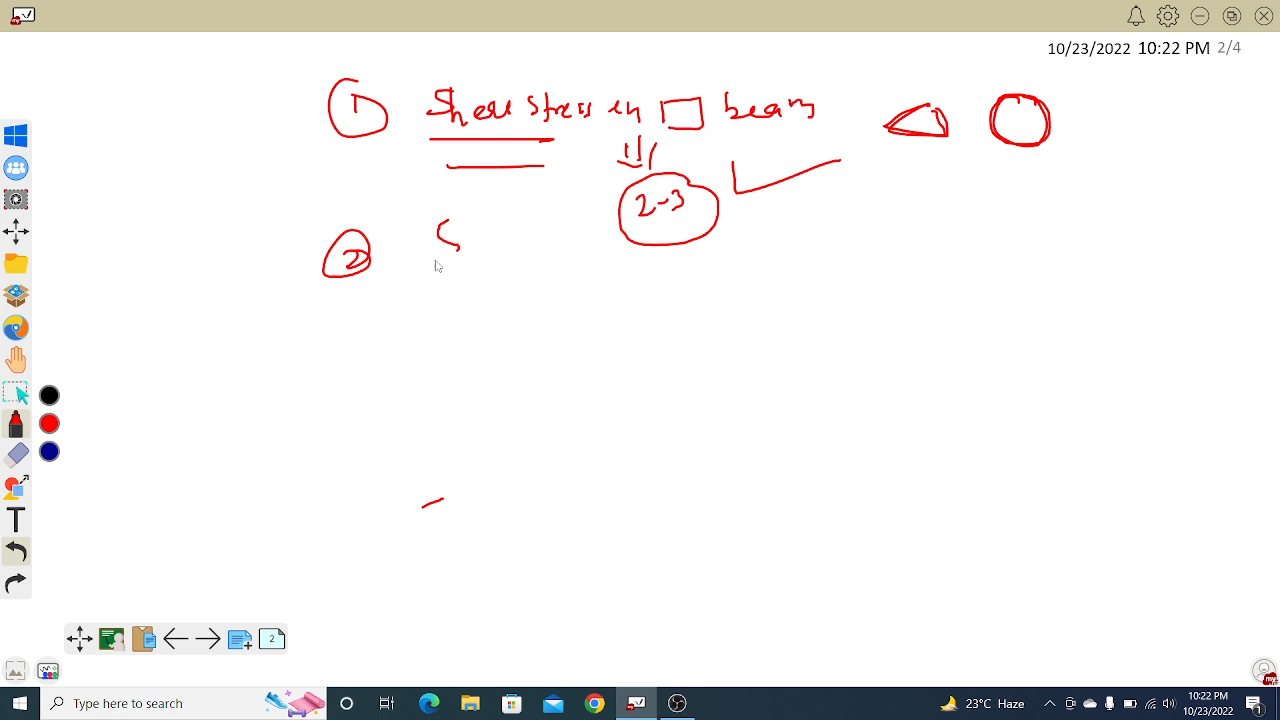 10/23/2022 10:22 PM 2/4
① Shear stress in □ beam
2-3
② S
T
2
Type here to search
23°C Haze
10:22 PM
10/23/2022